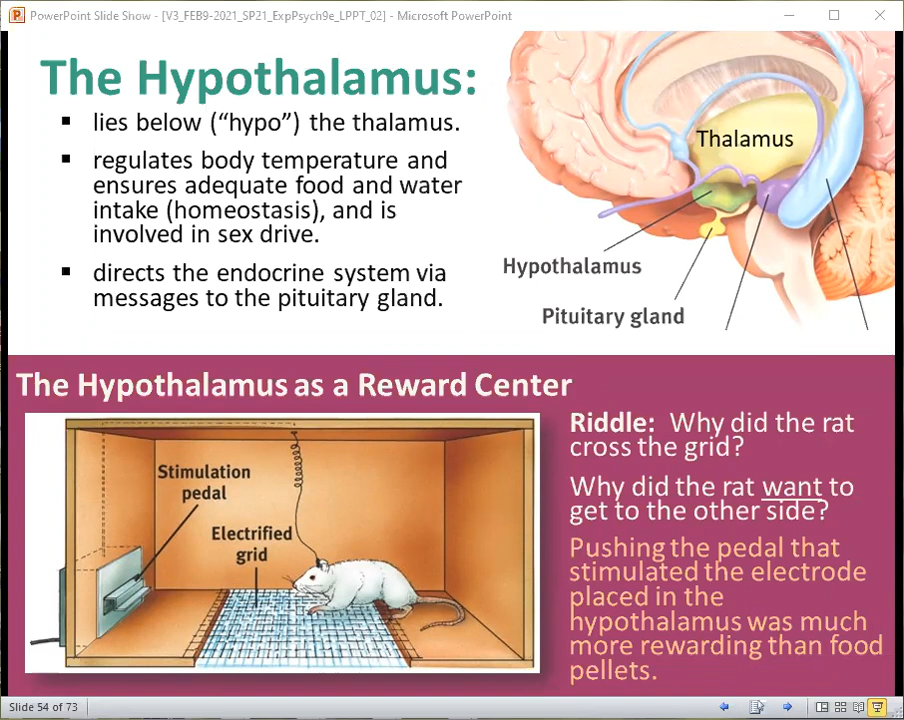 PowerPoint Slide Show - [V3_FEB9-2021_SP21_ExpPsych9e_LPPT_02] - Microsoft PowerPoint
The Hypothalamus:
▪ lies below (“hypo”) the thalamus.
▪ regulates body temperature and
ensures adequate food and water
intake (homeostasis), and is
involved in sex drive.
▪ directs the endocrine system via
messages to the pituitary gland.
Thalamus
Hypothalamus
Pituitary gland
The Hypothalamus as a Reward Center
Stimulation
pedal
Electrified
grid
Riddle: Why did the rat
cross the grid?
Why did the rat want to
get to the other side?
Pushing the pedal that
stimulated the electrode
placed in the
hypothalamus was much
more rewarding than food
pellets.
Slide 54 of 73